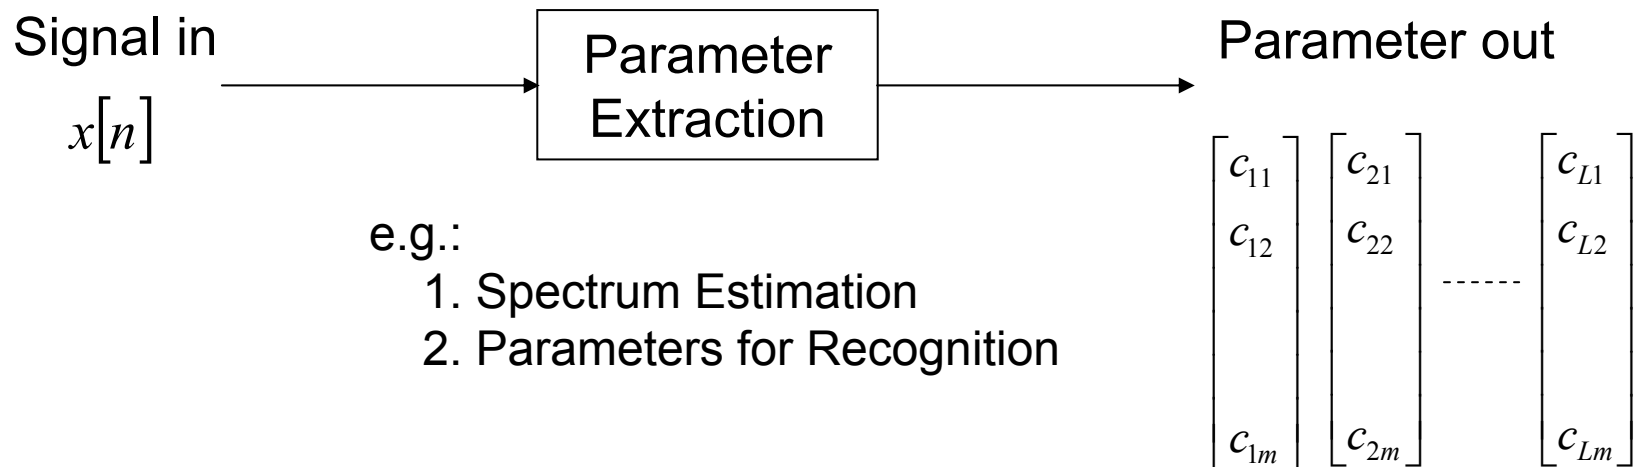 Signal in
x[n]
Parameter
Extraction
Parameter out
e.g.:
1. Spectrum Estimation
2. Parameters for Recognition
c11 c21 cL1
c12 c22 ------ cL2
c1m c2m cLm